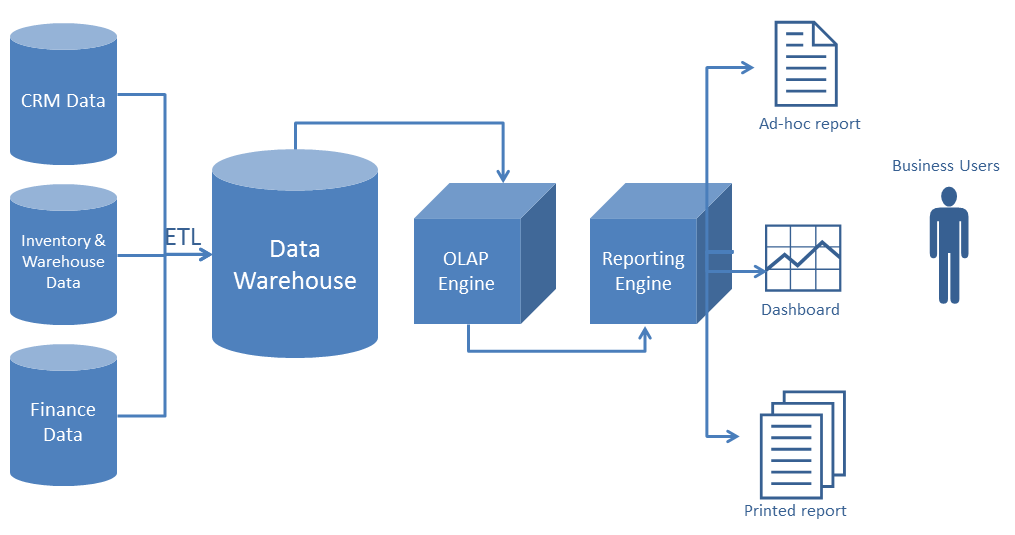 CRM Data
Inventory &
Warehouse
Data
Finance
Data
ETL
Data
Warehouse
OLAP
Engine
Reporting
Engine
Ad-hoc report
Dashboard
Printed report
Business Users